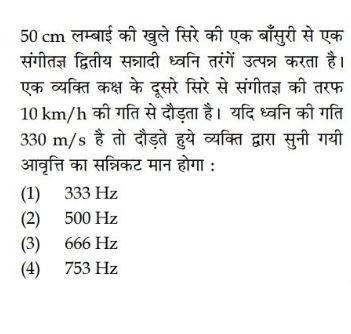 50 cm लम्बाई की खुले सिरे की एक बाँसुरी से एक
संगीतज्ञ द्वितीय सन्नादी ध्वनि तरंगें उत्पन्न करता है।
एक व्यक्ति कक्ष के दूसरे सिरे से संगीतज्ञ की तरफ
10 km/h की गति से दौड़ता है। यदि ध्वनि की गति
330 m/s है तो दौड़ते हुये व्यक्ति द्वारा सुनी गयी
आवृत्ति का सन्निकट मान होगा :
(1) 333 Hz
(2) 500 Hz
(3) 666 Hz
(4) 753 Hz